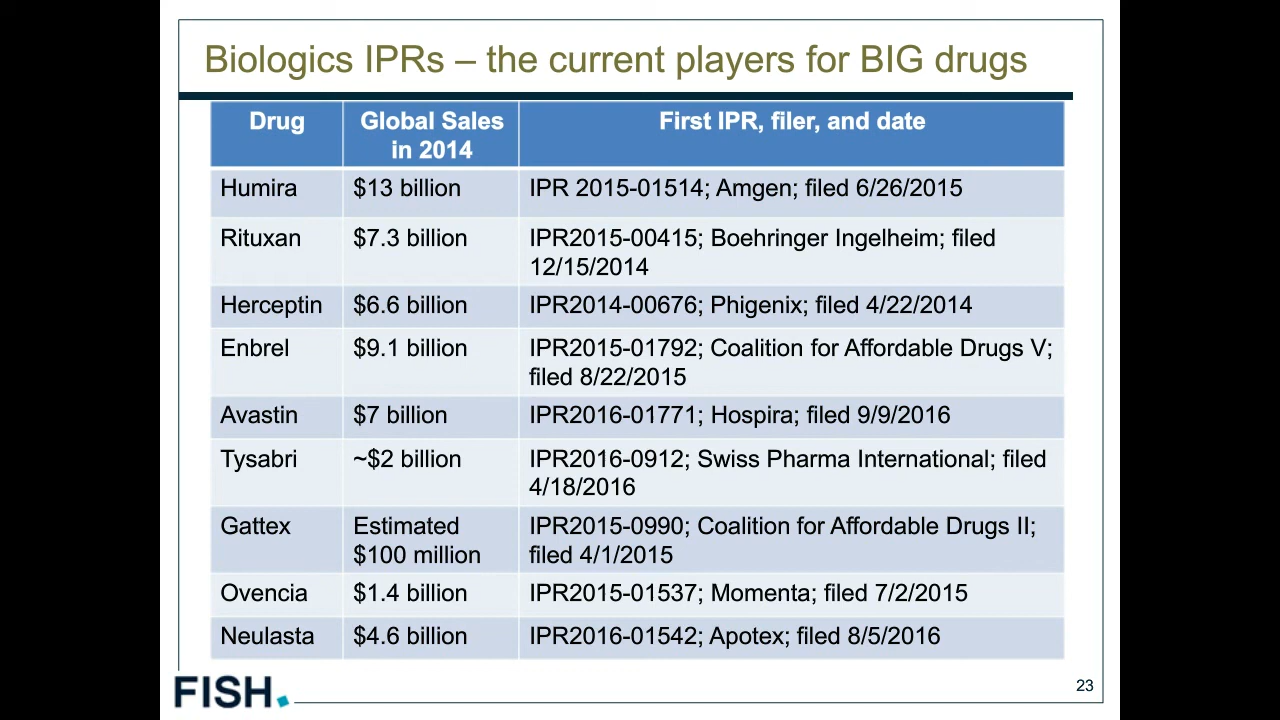 Biologics IPRs – the current players for BIG drugs
Drug
Global Sales
in 2014
First IPR, filer, and date
Humira
$13 billion
IPR 2015-01514; Amgen; filed 6/26/2015
Rituxan
$7.3 billion
IPR2015-00415; Boehringer Ingelheim; filed
12/15/2014
Herceptin
$6.6 billion
IPR2014-00676; Phigenix; filed 4/22/2014
Enbrel
$9.1 billion
IPR2015-01792; Coalition for Affordable Drugs V;
filed 8/22/2015
Avastin
$7 billion
IPR2016-01771; Hospira; filed 9/9/2016
Tysabri
~$2 billion
IPR2016-0912; Swiss Pharma International; filed
4/18/2016
Gattex
Estimated
$100 million
IPR2015-0990; Coalition for Affordable Drugs II;
filed 4/1/2015
Ovencia
$1.4 billion
IPR2015-01537; Momenta; filed 7/2/2015
Neulasta
$4.6 billion
IPR2016-01542; Apotex; filed 8/5/2016
FISH.
23